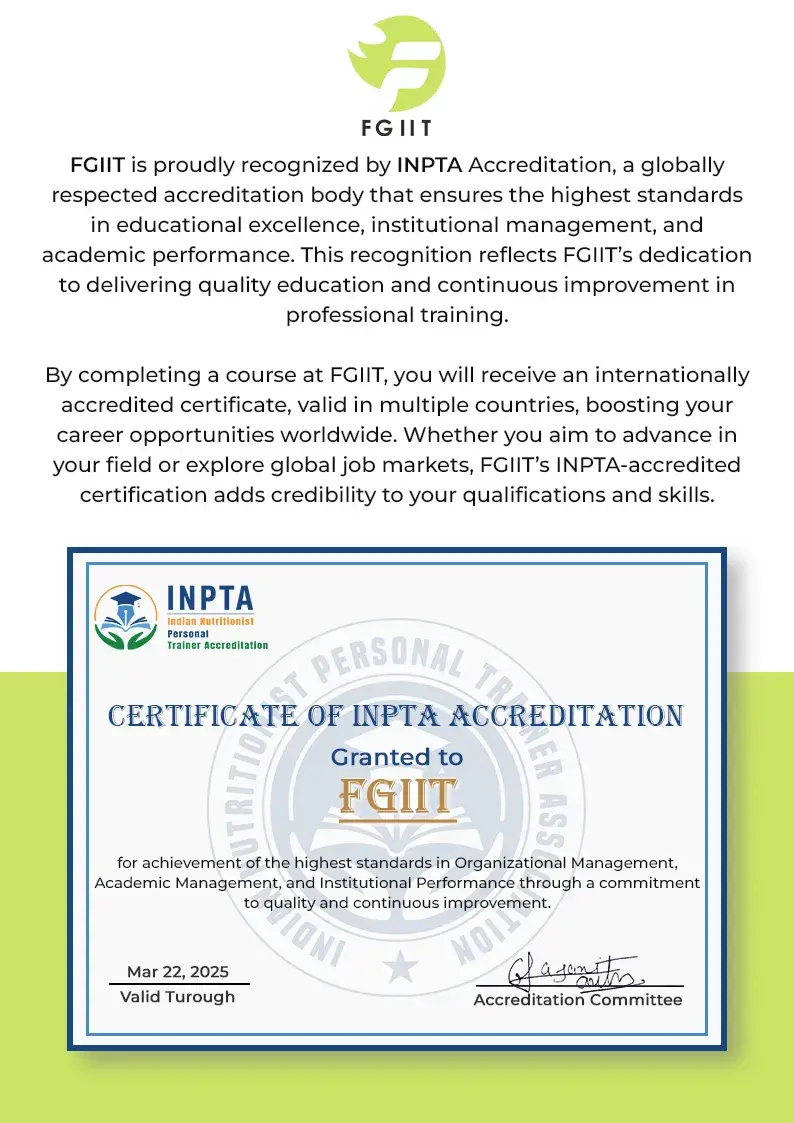 FGIIT
FGIIT is proudly recognized by INPTA Accreditation, a globally
respected accreditation body that ensures the highest standards
in educational excellence, institutional management, and
academic performance. This recognition reflects FGIIT’s dedication
to delivering quality education and continuous improvement in
professional training.
By completing a course at FGIIT, you will receive an internationally
accredited certificate, valid in multiple countries, boosting your
career opportunities worldwide. Whether you aim to advance in
your field or explore global job markets, FGIIT’s INPTA-accredited
certification adds credibility to your qualifications and skills.
INPTA
Indian Nutritionist
Personal
Trainer Accreditation
INDIAN NUTRITIONIST PERSONAL TRAINER ASSOCIATION
CERTIFICATE OF INPTA ACCREDITATION
Granted to
FGIIT
for achievement of the highest standards in Organizational Management,
Academic Management, and Institutional Performance through a commitment
to quality and continuous improvement.
Mar 22, 2025
Valid Turough
Accreditation Committee